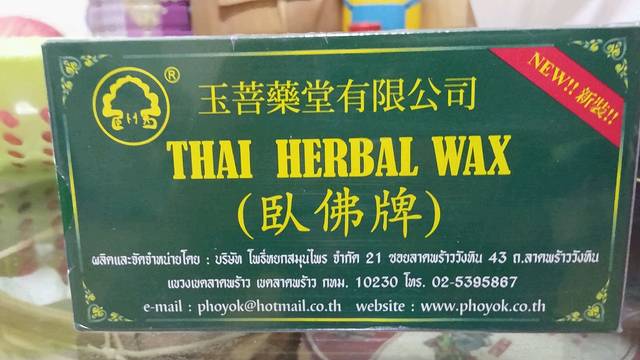 ®
NEW!! 新裝!!
玉菩藥堂有限公司
THAI HERBAL WAX
(臥佛牌)
ผลิตและจัดจำหน่ายโดย : บริษัท โพธิ์หยกสมุนไพร จำกัด 21 ซอยลาดพร้าววังหิน 43 ถ.ลาดพร้าววังหิน
แขวงเขตลาดพร้าว เขตลาดพร้าว กทม. 10230 โทร. 02-5395867
e-mail : phoyok@hotmail.co.th website : www.phoyok.co.th